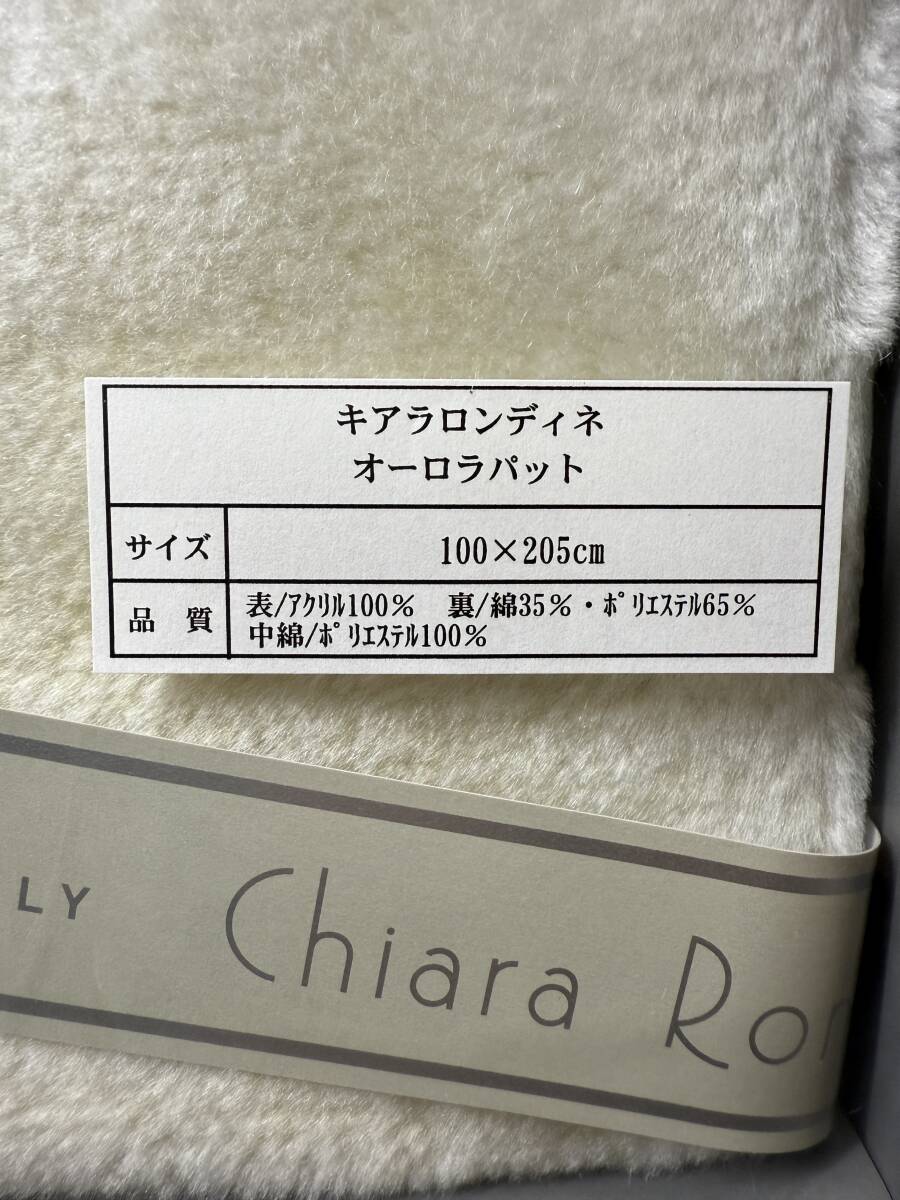 キアラロンディネ
オーロラパット
サイズ 100×205cm
品質 表/アクリル100% 裏/綿35%・ポリエステル65%
中綿/ポリエステル100%
LY Chiara Ron